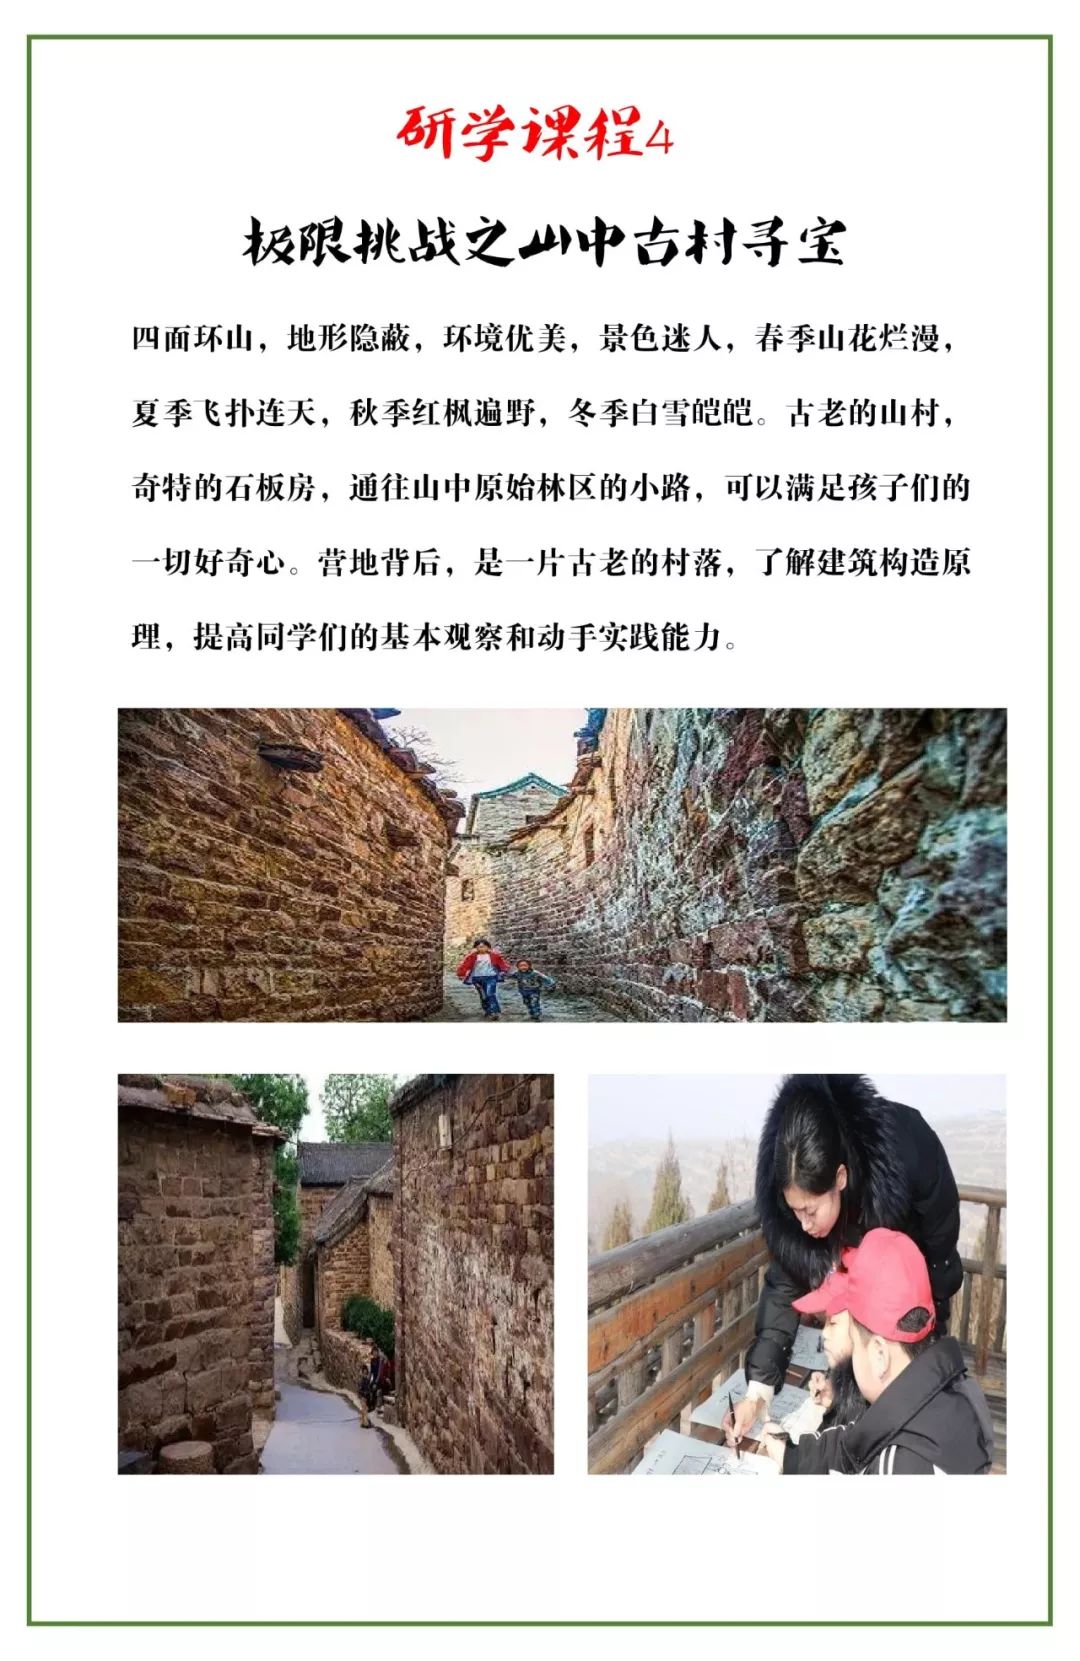 研学课程4
极限挑战之山中古村寻宝
四面环山，地形隐蔽，环境优美，景色迷人，春季山花烂漫，
夏季飞扑连天，秋季红枫遍野，冬季白雪皑皑。古老的山村，
奇特的石板房，通往山中原始林区的小路，可以满足孩子们的
一切好奇心。营地背后，是一片古老的村落，了解建筑构造原
理，提高同学们的基本观察和动手实践能力。